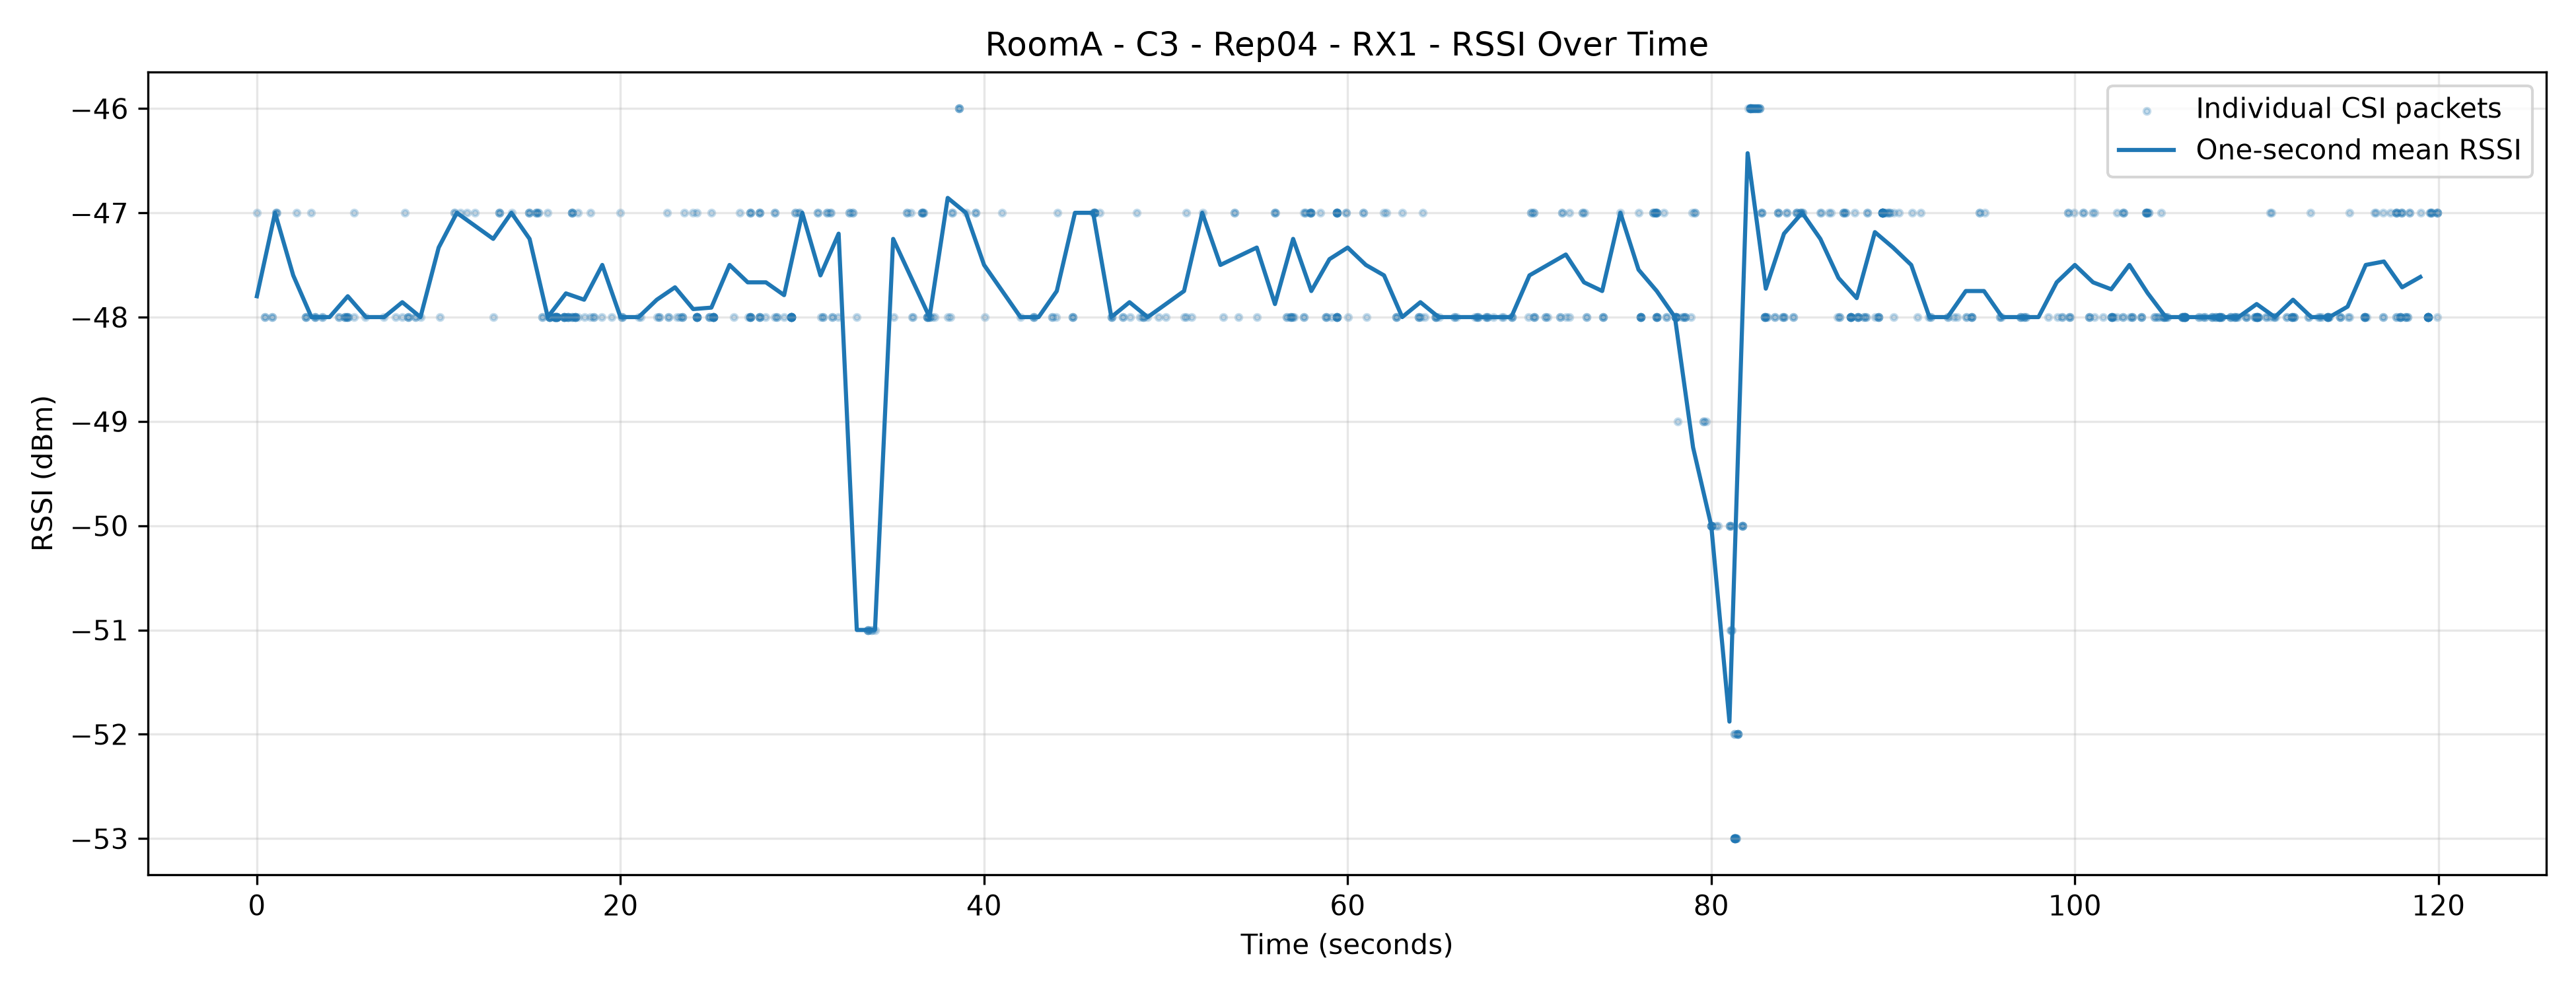 RoomA - C3 - Rep04 - RX1 - RSSI Over Time
Individual CSI packets
One-second mean RSSI
RSSI (dBm)
−46
−47
−48
−49
−50
−51
−52
−53
0 20 40 60 80 100 120
Time (seconds)